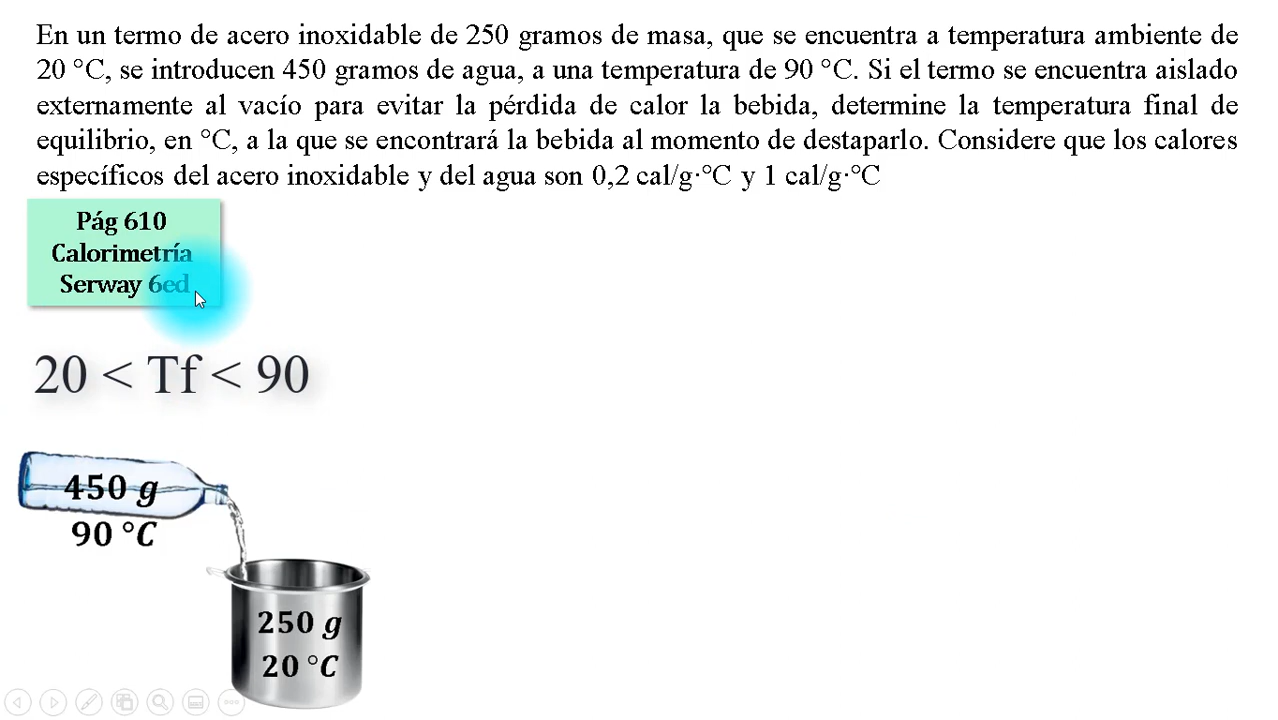 En un termo de acero inoxidable de 250 gramos de masa, que se encuentra a temperatura ambiente de
20 °C, se introducen 450 gramos de agua, a una temperatura de 90 °C. Si el termo se encuentra aislado
externamente al vacío para evitar la pérdida de calor la bebida, determine la temperatura final de
equilibrio, en °C, a la que se encontrará la bebida al momento de destaparlo. Considere que los calores
específicos del acero inoxidable y del agua son 0,2 cal/g·°C y 1 cal/g·°C
Pág 610
Calorimetría
Serway 6ed
20 < Tf < 90
450 g
90 °C
250 g
20 °C